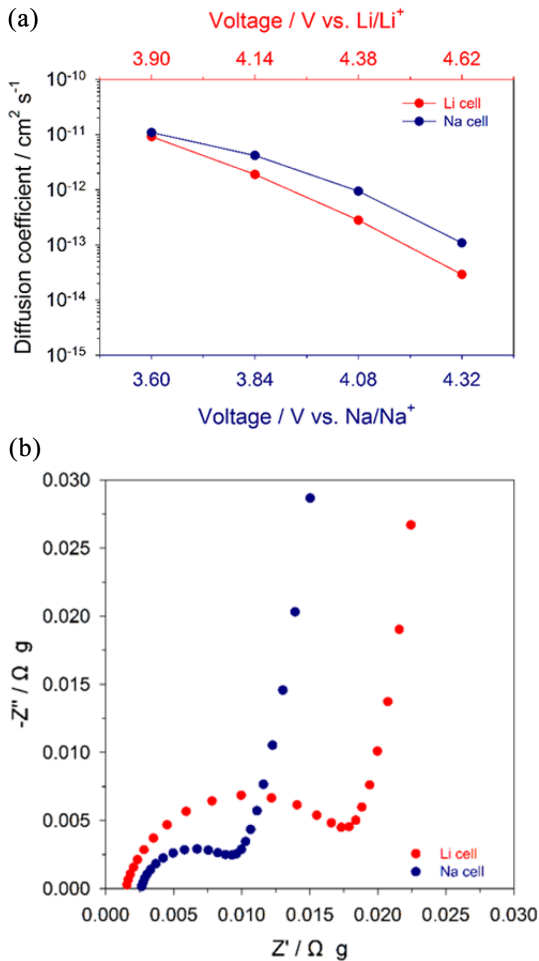 (a)
Voltage / V vs. Li/Li⁺
3.90 4.14 4.38 4.62
Diffusion coefficient / cm² s⁻¹
10⁻¹⁰
10⁻¹¹
10⁻¹²
10⁻¹³
10⁻¹⁴
10⁻¹⁵
Li cell
Na cell
3.60 3.84 4.08 4.32
Voltage / V vs. Na/Na⁺
(b)
-Z" / Ω g
0.030
0.025
0.020
0.015
0.010
0.005
0.000
Li cell
Na cell
0.000 0.005 0.010 0.015 0.020 0.025 0.030
Z' / Ω g